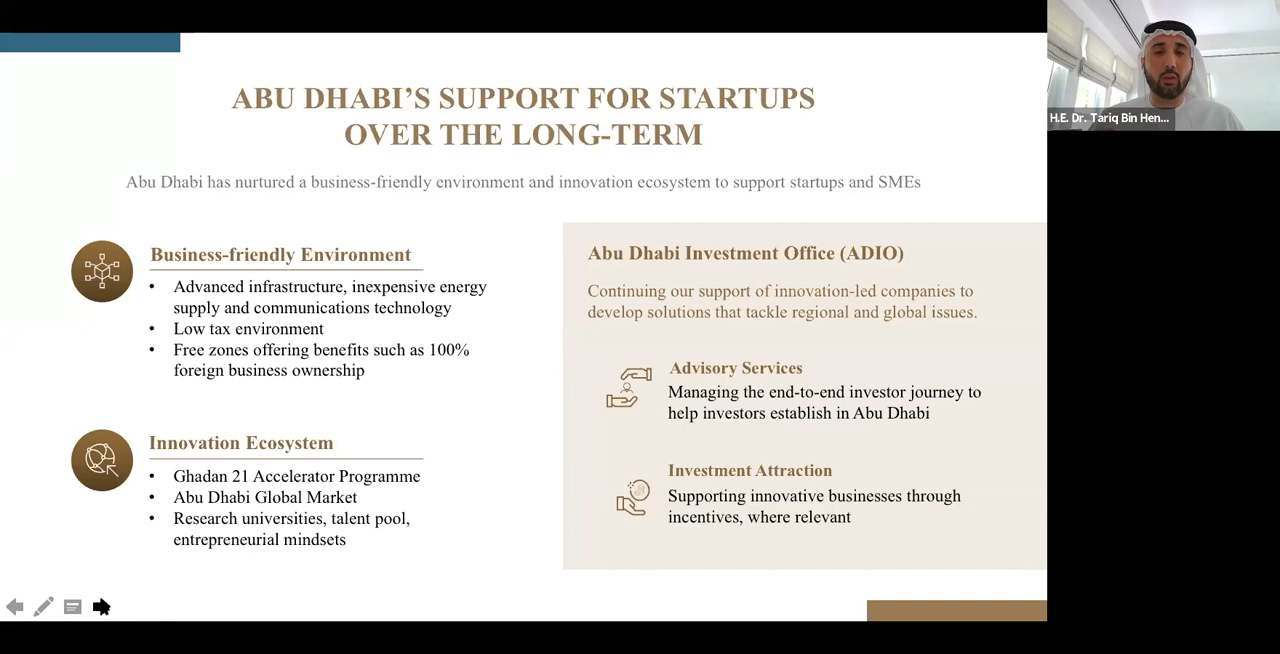 ABU DHABI’S SUPPORT FOR STARTUPS
OVER THE LONG-TERM
Abu Dhabi has nurtured a business-friendly environment and innovation ecosystem to support startups and SMEs
Business-friendly Environment
• Advanced infrastructure, inexpensive energy
supply and communications technology
• Low tax environment
• Free zones offering benefits such as 100%
foreign business ownership
Innovation Ecosystem
• Ghadan 21 Accelerator Programme
• Abu Dhabi Global Market
• Research universities, talent pool,
entrepreneurial mindsets
Abu Dhabi Investment Office (ADIO)
Continuing our support of innovation-led companies to
develop solutions that tackle regional and global issues.
Advisory Services
Managing the end-to-end investor journey to
help investors establish in Abu Dhabi
Investment Attraction
Supporting innovative businesses through
incentives, where relevant
H.E. Dr. Tariq Bin Hen...